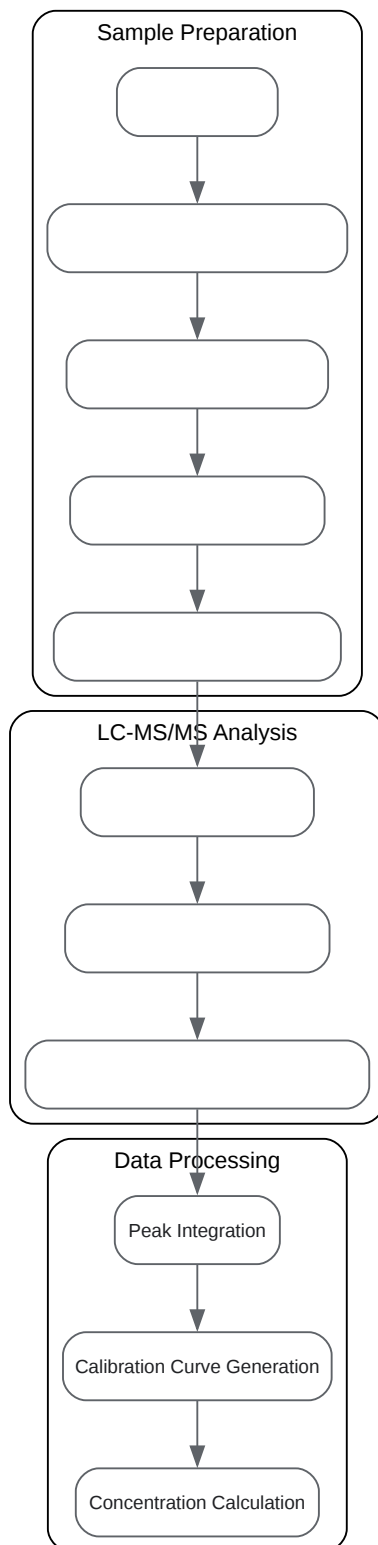 Sample Preparation
LC-MS/MS Analysis
Data Processing
Peak Integration
Calibration Curve Generation
Concentration Calculation